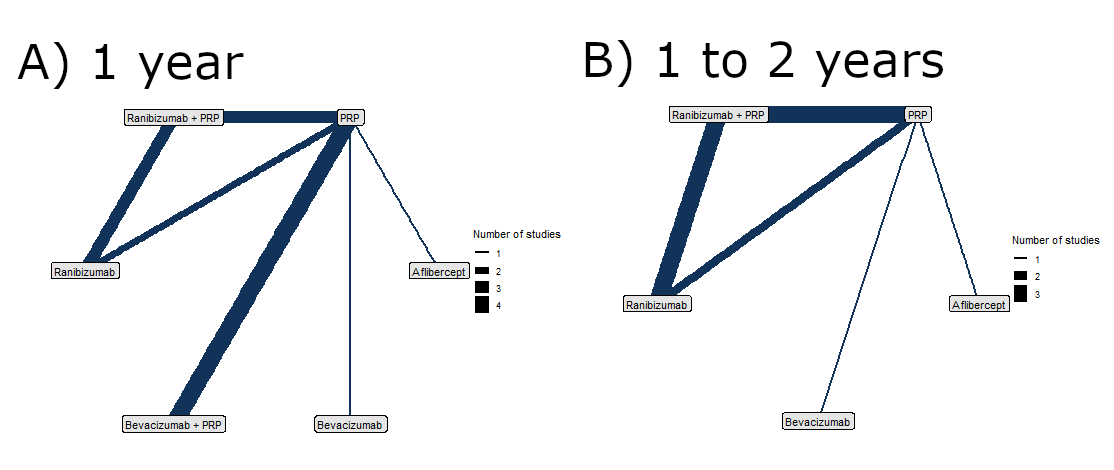 A) 1 year
Ranibizumab + PRP
PRP
Ranibizumab
Aflibercept
Bevacizumab + PRP
Bevacizumab
Number of studies
1
2
3
4
B) 1 to 2 years
Ranibizumab + PRP
PRP
Ranibizumab
Aflibercept
Bevacizumab
Number of studies
1
2
3